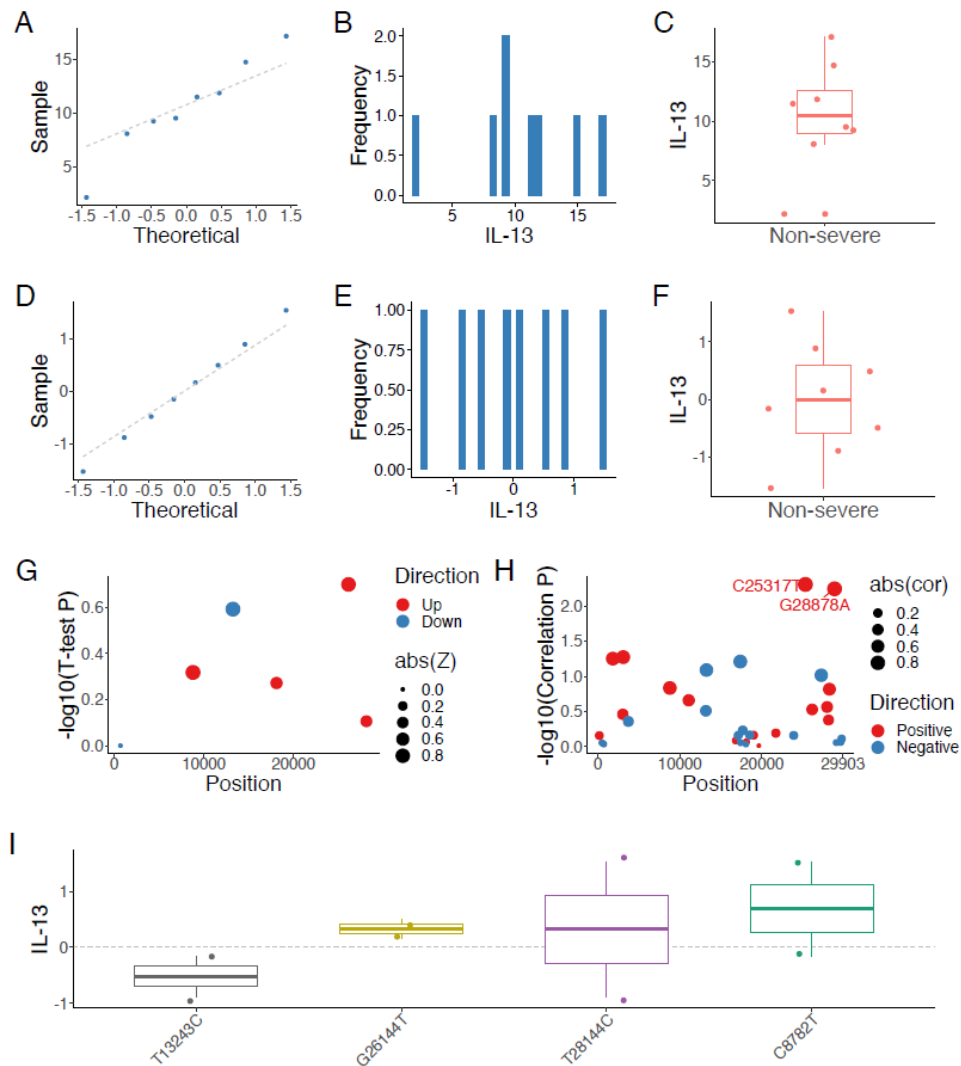 A
Sample
15
10
5
-1.5 -1.0 -0.5 0.0 0.5 1.0 1.5
Theoretical
B
Frequency
2.0
1.5
1.0
0.5
0.0
5 10 15
IL-13
C
IL-13
15
10
5
Non-severe
D
Sample
1
0
-1
-1.5 -1.0 -0.5 0.0 0.5 1.0 1.5
Theoretical
E
Frequency
1.00
0.75
0.50
0.25
0.00
-1 0 1
IL-13
F
IL-13
1
0
-1
Non-severe
G
-log10(T-test P)
0.6
0.4
0.2
0.0
0 10000 20000
Position
Direction
Up
Down
abs(Z)
0.0
0.2
0.4
0.6
0.8
H
-log10(Correlation P)
2.0
1.5
1.0
0.5
0.0
C25317T
G28878A
0 10000 20000 29903
Position
abs(cor)
0.2
0.4
0.6
0.8
Direction
Positive
Negative
I
IL-13
1
0
-1
T13243C
G26144T
T28144C
C8782T